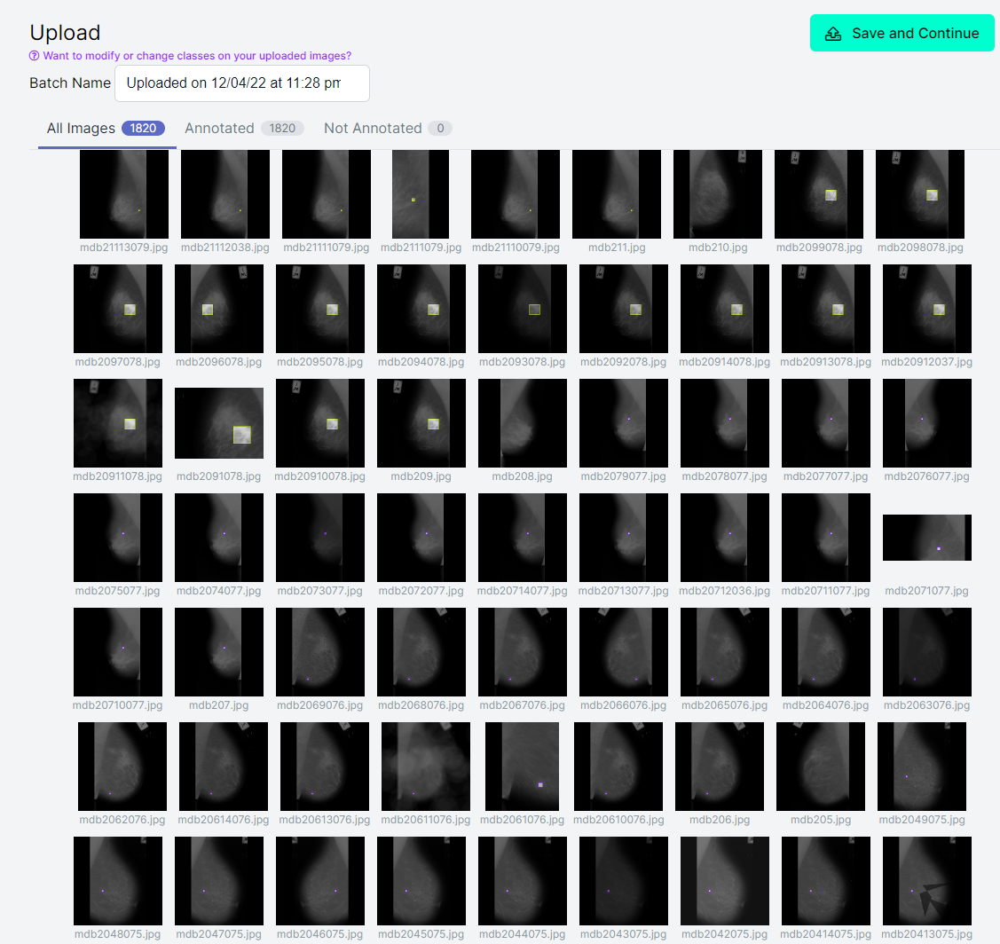 Upload
Save and Continue
Want to modify or change classes on your uploaded images?
Batch Name Uploaded on 12/04/22 at 11:28 pm
All Images 1820 Annotated 1820 Not Annotated 0
mdb21113079.jpg mdb21112038.jpg mdb21111079.jpg mdb2111079.jpg mdb21110079.jpg mdb211.jpg mdb210.jpg mdb2099078.jpg mdb2098078.jpg
mdb2097078.jpg mdb2096078.jpg mdb2095078.jpg mdb2094078.jpg mdb2093078.jpg mdb2092078.jpg mdb20914078.jpg mdb20913078.jpg mdb20912037.jpg
mdb20911078.jpg mdb2091078.jpg mdb20910078.jpg mdb209.jpg mdb208.jpg mdb2079077.jpg mdb2078077.jpg mdb2077077.jpg mdb2076077.jpg
mdb2075077.jpg mdb2074077.jpg mdb2073077.jpg mdb2072077.jpg mdb20714077.jpg mdb20713077.jpg mdb20712036.jpg mdb20711077.jpg mdb2071077.jpg
mdb20710077.jpg mdb207.jpg mdb2069076.jpg mdb2068076.jpg mdb2067076.jpg mdb2066076.jpg mdb2065076.jpg mdb2064076.jpg mdb2063076.jpg
mdb2062076.jpg mdb20614076.jpg mdb20613076.jpg mdb20611076.jpg mdb2061076.jpg mdb20610076.jpg mdb206.jpg mdb205.jpg mdb2049075.jpg
mdb2048075.jpg mdb2047075.jpg mdb2046075.jpg mdb2045075.jpg mdb2044075.jpg mdb2043075.jpg mdb2042075.jpg mdb20414075.jpg mdb20413075.jpg